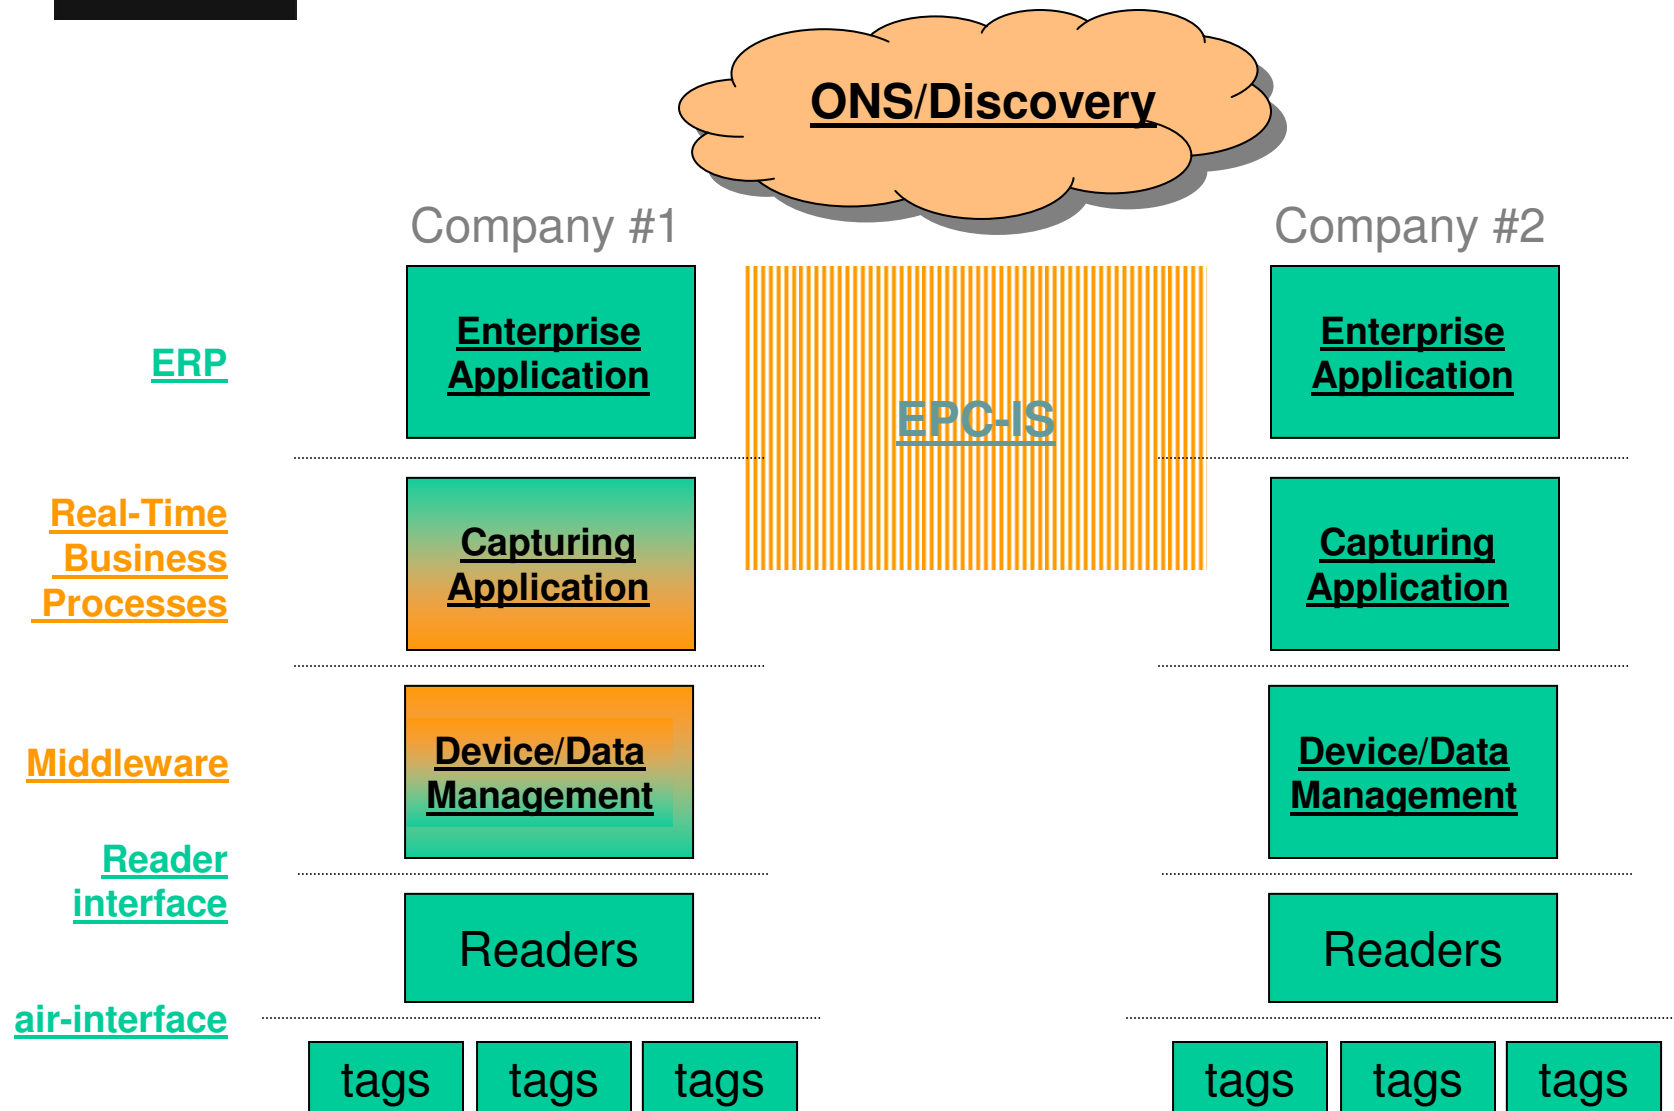 ONS/Discovery
Company #1
Company #2
ERP
Enterprise
Application
EPC-IS
Enterprise
Application
Real-Time
Business
Processes
Capturing
Application
Capturing
Application
Middleware
Device/Data
Management
Device/Data
Management
Reader
interface
Readers
Readers
air-interface
tags
tags
tags
tags
tags
tags